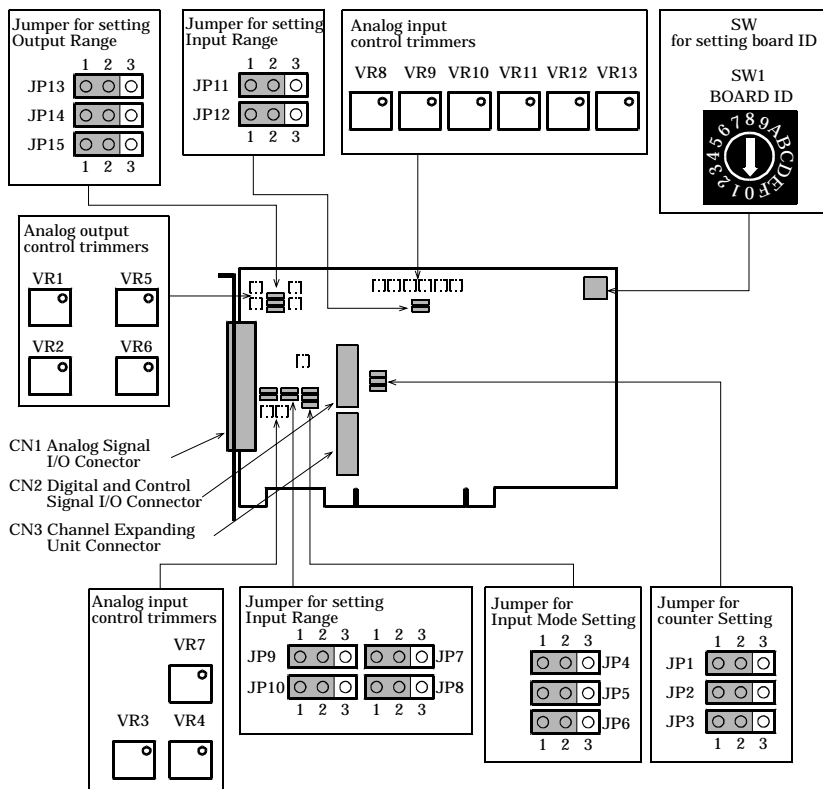 Jumper for setting
Output Range
1 2 3
JP13
JP14
JP15
1 2 3
Jumper for setting
Input Range
1 2 3
JP11
JP12
1 2 3
Analog input
control trimmers
VR8 VR9 VR10 VR11 VR12 VR13
SW
for setting board ID
SW1
BOARD ID
0123456789ABCDEF
Analog output
control trimmers
VR1 VR5
VR2 VR6
CN1 Analog Signal
I/O Conector
CN2 Digital and Control
Signal I/O Connector
CN3 Channel Expanding
Unit Connector
Analog input
control trimmers
VR7
VR3 VR4
Jumper for setting
Input Range
1 2 3 1 2 3
JP9 JP7
JP10 JP8
1 2 3 1 2 3
Jumper for
Input Mode Setting
1 2 3
JP4
JP5
JP6
1 2 3
Jumper for
counter Setting
1 2 3
JP1
JP2
JP3
1 2 3